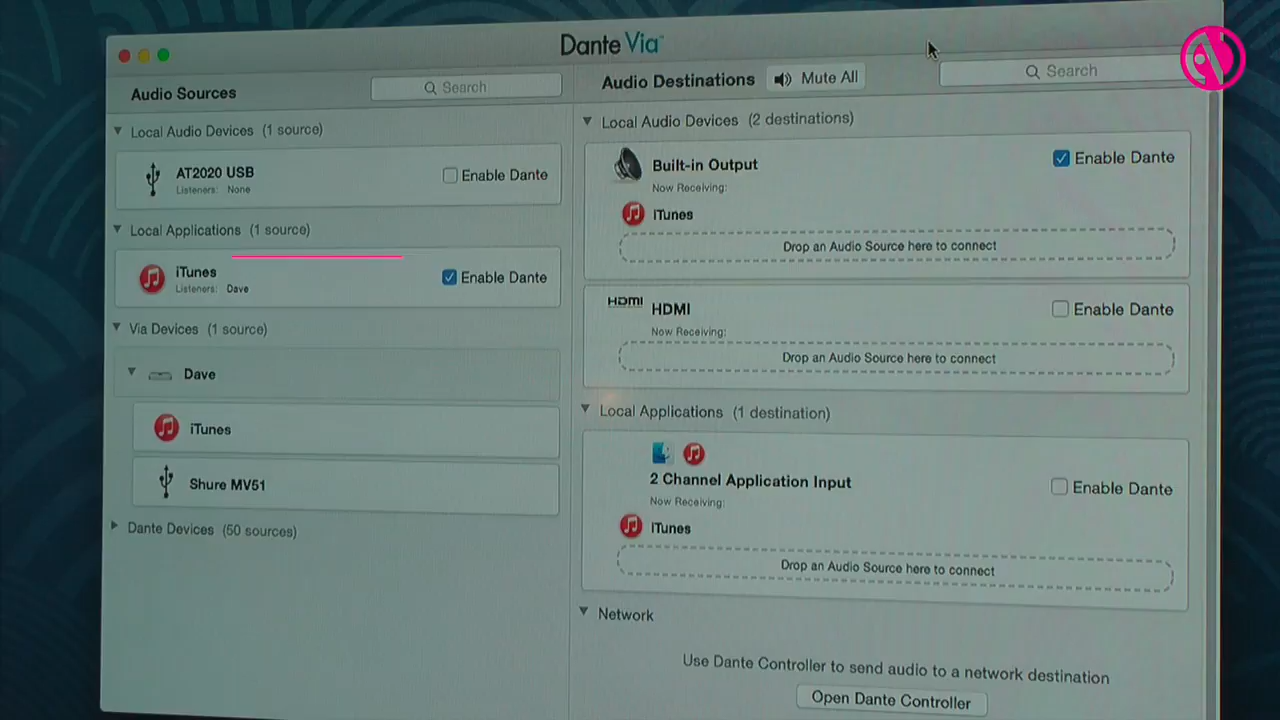 Dante Via
Audio Sources
Search
Local Audio Devices (1 source)
AT2020 USB
Listeners: None
Enable Dante
Local Applications (1 source)
iTunes
Listeners: Dave
Enable Dante
Via Devices (1 source)
Dave
iTunes
Shure MV51
Dante Devices (50 sources)
Audio Destinations
Mute All
Search
Local Audio Devices (2 destinations)
Built-in Output
Enable Dante
Now Receiving:
iTunes
Drop an Audio Source here to connect
HDMI HDMI
Enable Dante
Now Receiving:
Drop an Audio Source here to connect
Local Applications (1 destination)
2 Channel Application Input
Enable Dante
Now Receiving:
iTunes
Drop an Audio Source here to connect
Network
Use Dante Controller to send audio to a network destination
Open Dante Controller